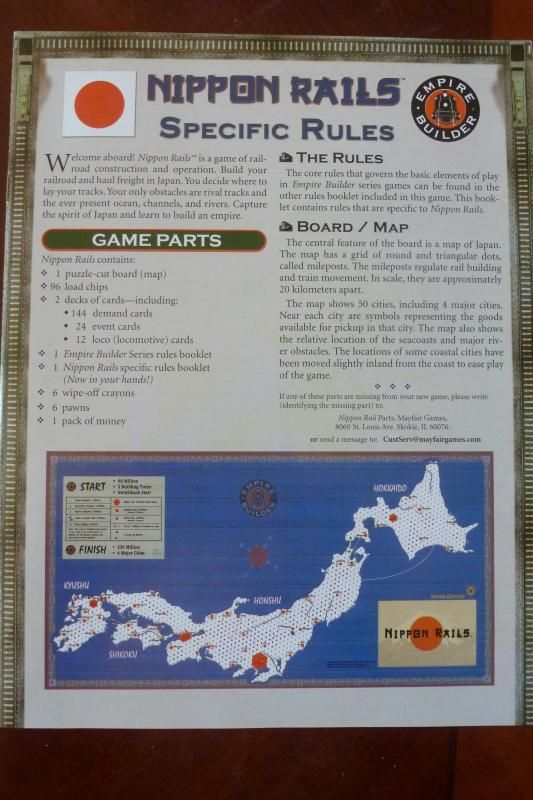 NIPPON RAILS™
EMPIRE BUILDER
SPECIFIC RULES
Welcome aboard! Nippon Rails™ is a game of rail-
road construction and operation. Build your
railroad and haul freight in Japan. You decide where to
lay your tracks. Your only obstacles are rival tracks and
the ever present ocean, channels, and rivers. Capture
the spirit of Japan and learn to build an empire.
GAME PARTS
Nippon Rails contains:
1 puzzle-cut board (map)
96 load chips
2 decks of cards—including:
144 demand cards
24 event cards
12 loco (locomotive) cards
1 Empire Builder Series rules booklet
1 Nippon Rails specific rules booklet
(Now in your hands!)
6 wipe-off crayons
6 pawns
1 pack of money
THE RULES
The core rules that govern the basic elements of play
in Empire Builder series games can be found in the
other rules booklet included in this game. This book-
let contains rules that are specific to Nippon Rails.
BOARD / MAP
The central feature of the board is a map of Japan.
The map has a grid of round and triangular dots,
called mileposts. The mileposts regulate rail building
and train movement. In scale, they are approximately
20 kilometers apart.
The map shows 50 cities, including 4 major cities.
Near each city are symbols representing the goods
available for pickup in that city. The map also shows
the relative location of the seacoasts and major riv-
er obstacles. The locations of some coastal cities have
been moved slightly inland from the coast to ease play
of the game.
If any of these parts are missing from your new game, please write
(identifying the missing part) to:
Nippon Rail Parts, Mayfair Games,
8060 St. Louis Ave. Skokie, Il 60076.
or send a message to: CustServ@mayfairgames.com
START
60 Million
2 Building Turns
Switchback Start
FINISH
250 Million
4 Major Cities
EMPIRE BUILDER
HOKKAIDO
KYUSHU
HONSHU
SHIKOKU
NIPPON RAILS